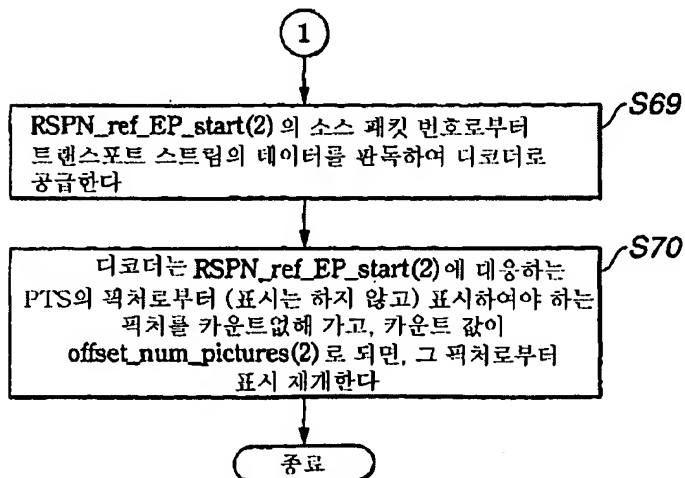 1
RSPN_ref_EP_start(2) 의 소스 패킷 번호로부터
트랜스포트 스트림의 데이터를 판독하여 디코더로
공급한다
S69
디코더는 RSPN_ref_EP_start(2) 에 대응하는
PTS의 픽처로부터 (표시는 하지 않고) 표시하여야 하는
픽처를 카운트업해 가고, 카운트 값이
offset_num_pictures(2) 로 되면, 그 픽처로부터
표시 재개한다
S70
종료